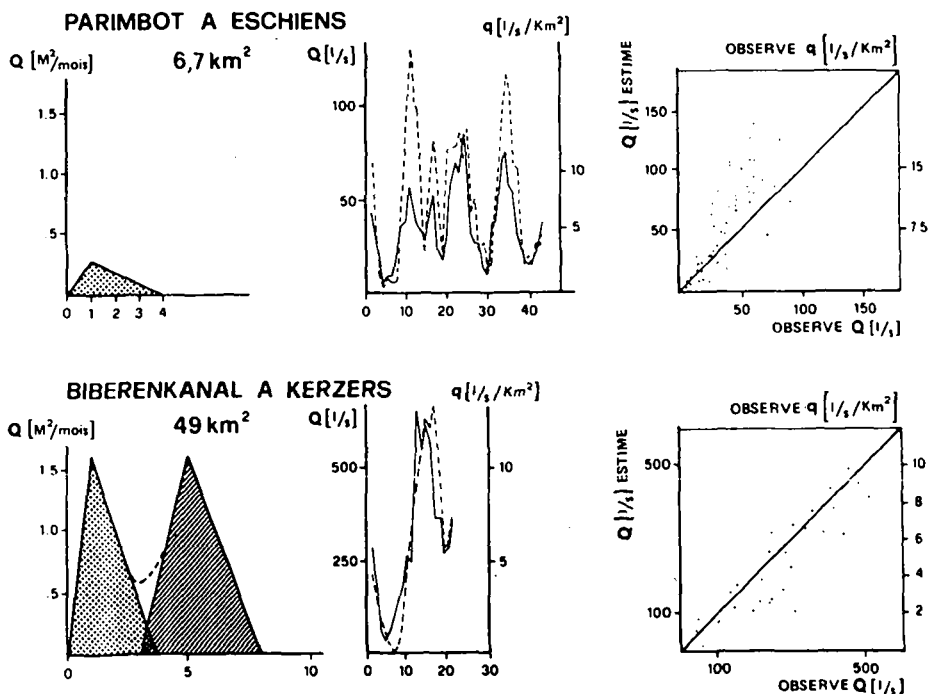 PARIMBOT A ESCHIENS
Q [M²/mois]
6,7 km²
1.5
1.0
.5
0 1 2 3 4
Q [l/s]
q [l/s/Km²]
100
50
10
5
0 10 20 30 40
OBSERVE q [l/s/Km²]
Q [l/s] ESTIME
150
100
50
15
7.5
50 100 150
OBSERVE Q [l/s]
BIBERENKANAL A KERZERS
Q [M²/mois]
49 km²
1.5
1.0
.5
0 5 10
Q [l/s]
q [l/s/Km²]
500
250
10
5
0 10 20 30
OBSERVE q [l/s/Km²]
Q [l/s] ESTIME
500
100
10
8
6
4
2
100 500
OBSERVE Q [l/s]